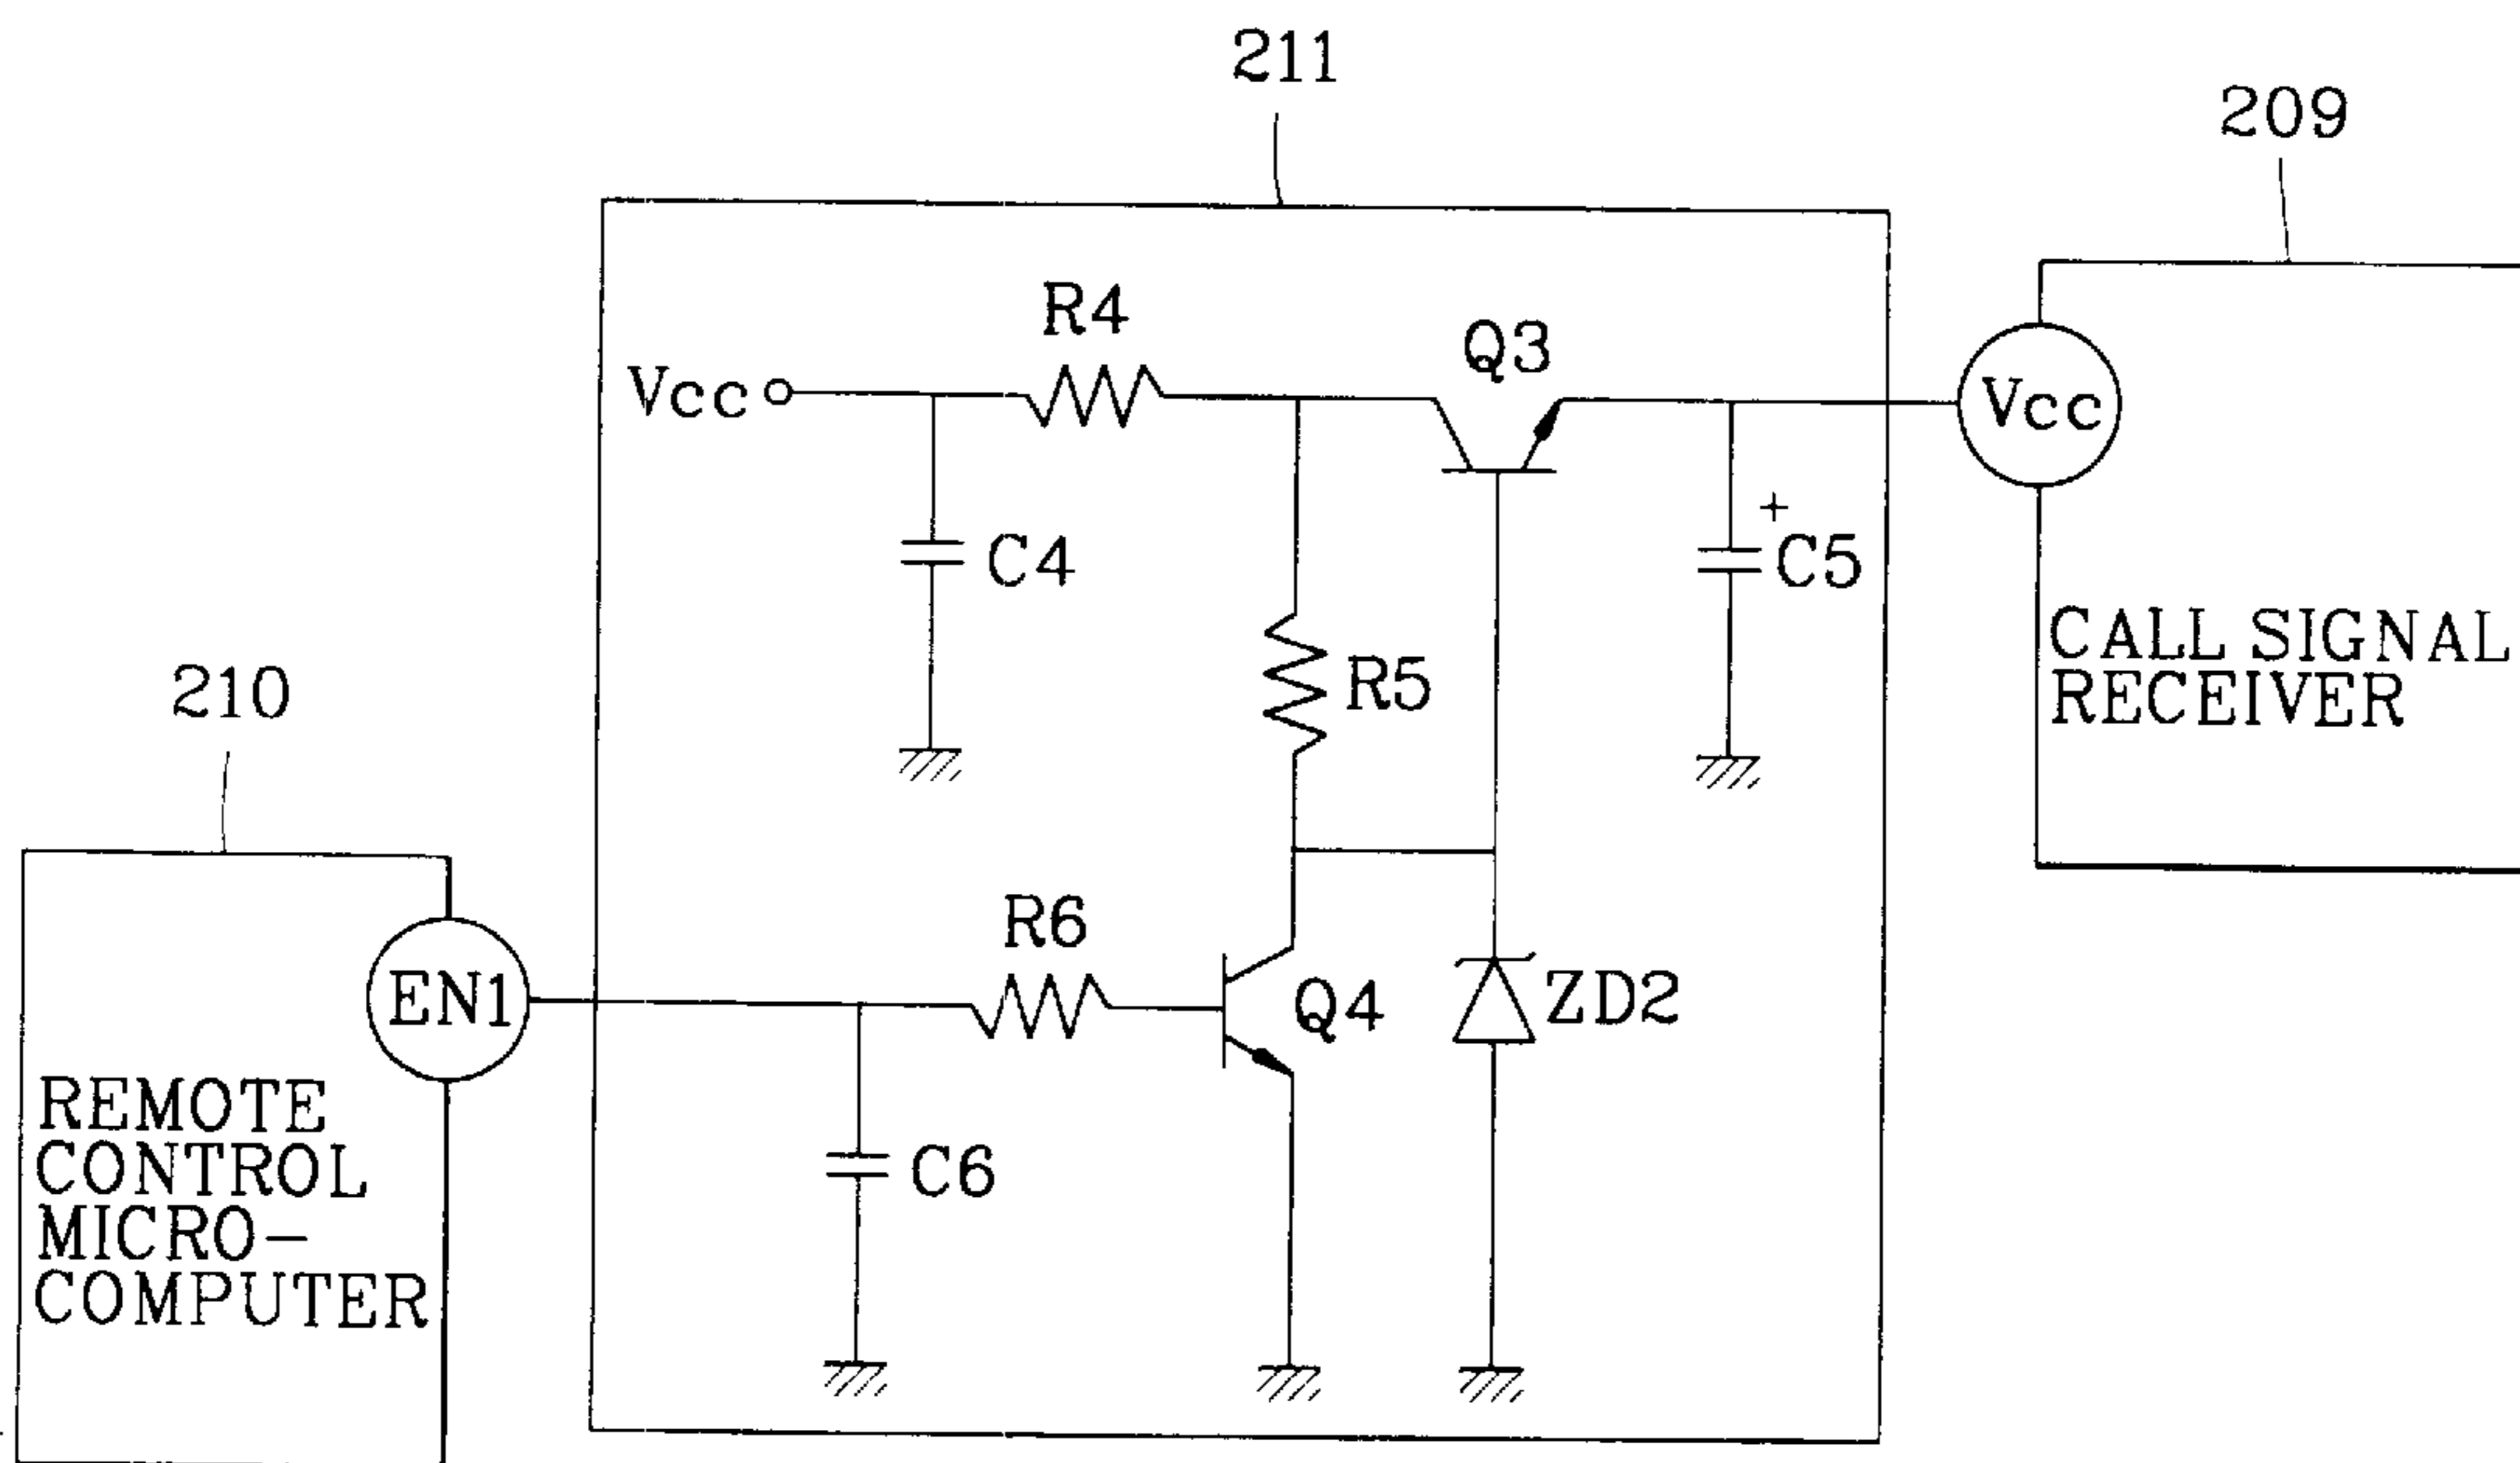 211
209
R4
Q3
Vcc
Vcc
+
C4
C5
CALL SIGNAL
RECEIVER
R5
210
R6
EN1
Q4
ZD2
REMOTE
CONTROL
MICRO-
COMPUTER
C6